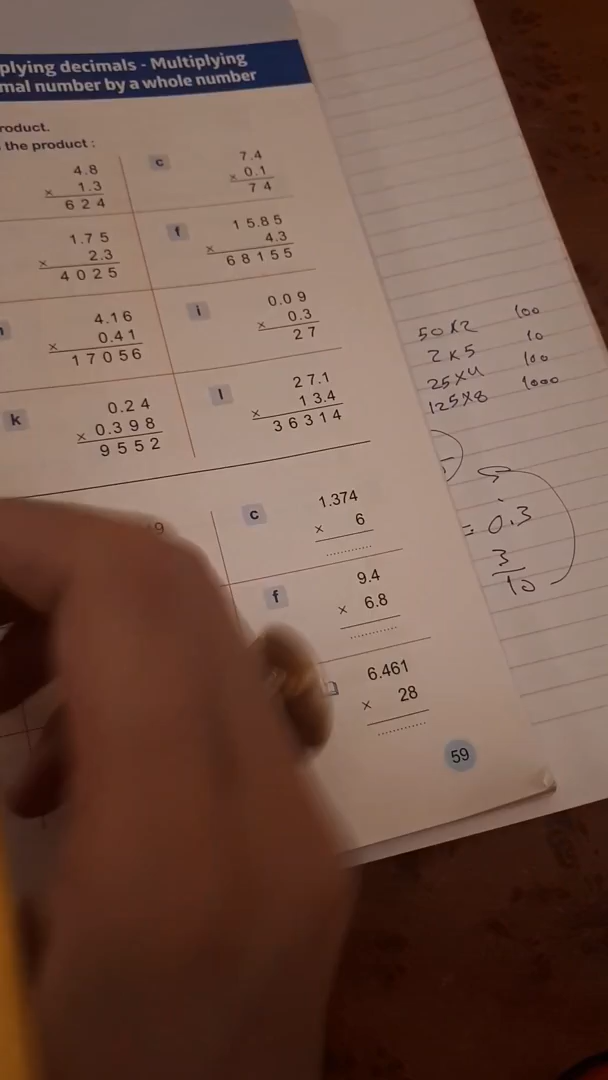 plying decimals - Multiplying
mal number by a whole number
roduct.
the product :
4.8
× 1.3
6 2 4
c
7.4
× 0.1
7 4
1.7 5
× 2.3
4 0 2 5
f
1 5.8 5
× 4.3
6 8 1 5 5
4.1 6
× 0.4 1
1 7 0 5 6
i
0.0 9
× 0.3
2 7
k
0.2 4
× 0.3 9 8
9 5 5 2
l
2 7.1
× 1 3.4
3 6 3 1 4
c
1.374
× 6
..............
f
9.4
× 6.8
..............
6.461
× 28
..............
59
50 x 2 100
2 x 5 10
25 x 4 100
125 x 8 1000
= 0.3
3
10